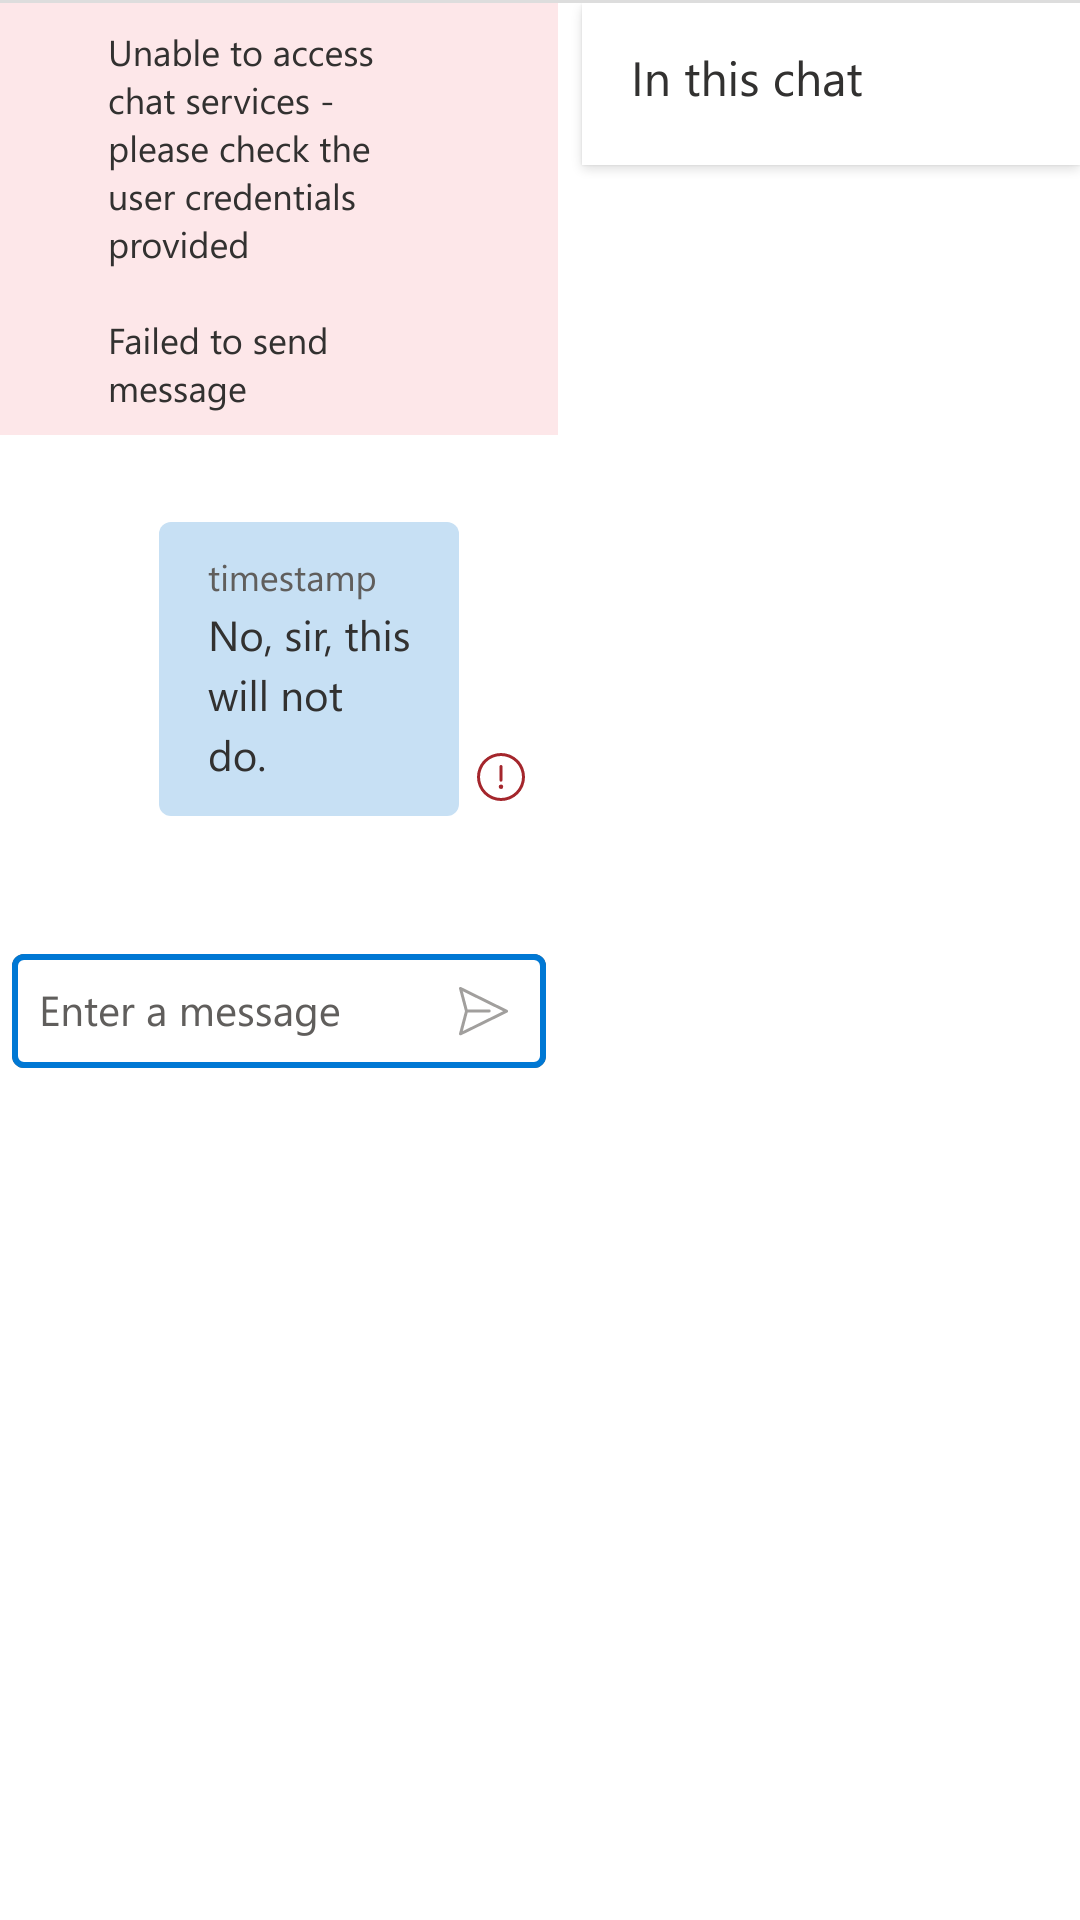 Unable to access
chat services -
please check the
user credentials
provided
Failed to send
message
In this chat
timestamp
No, sir, this
will not
do.
Enter a message